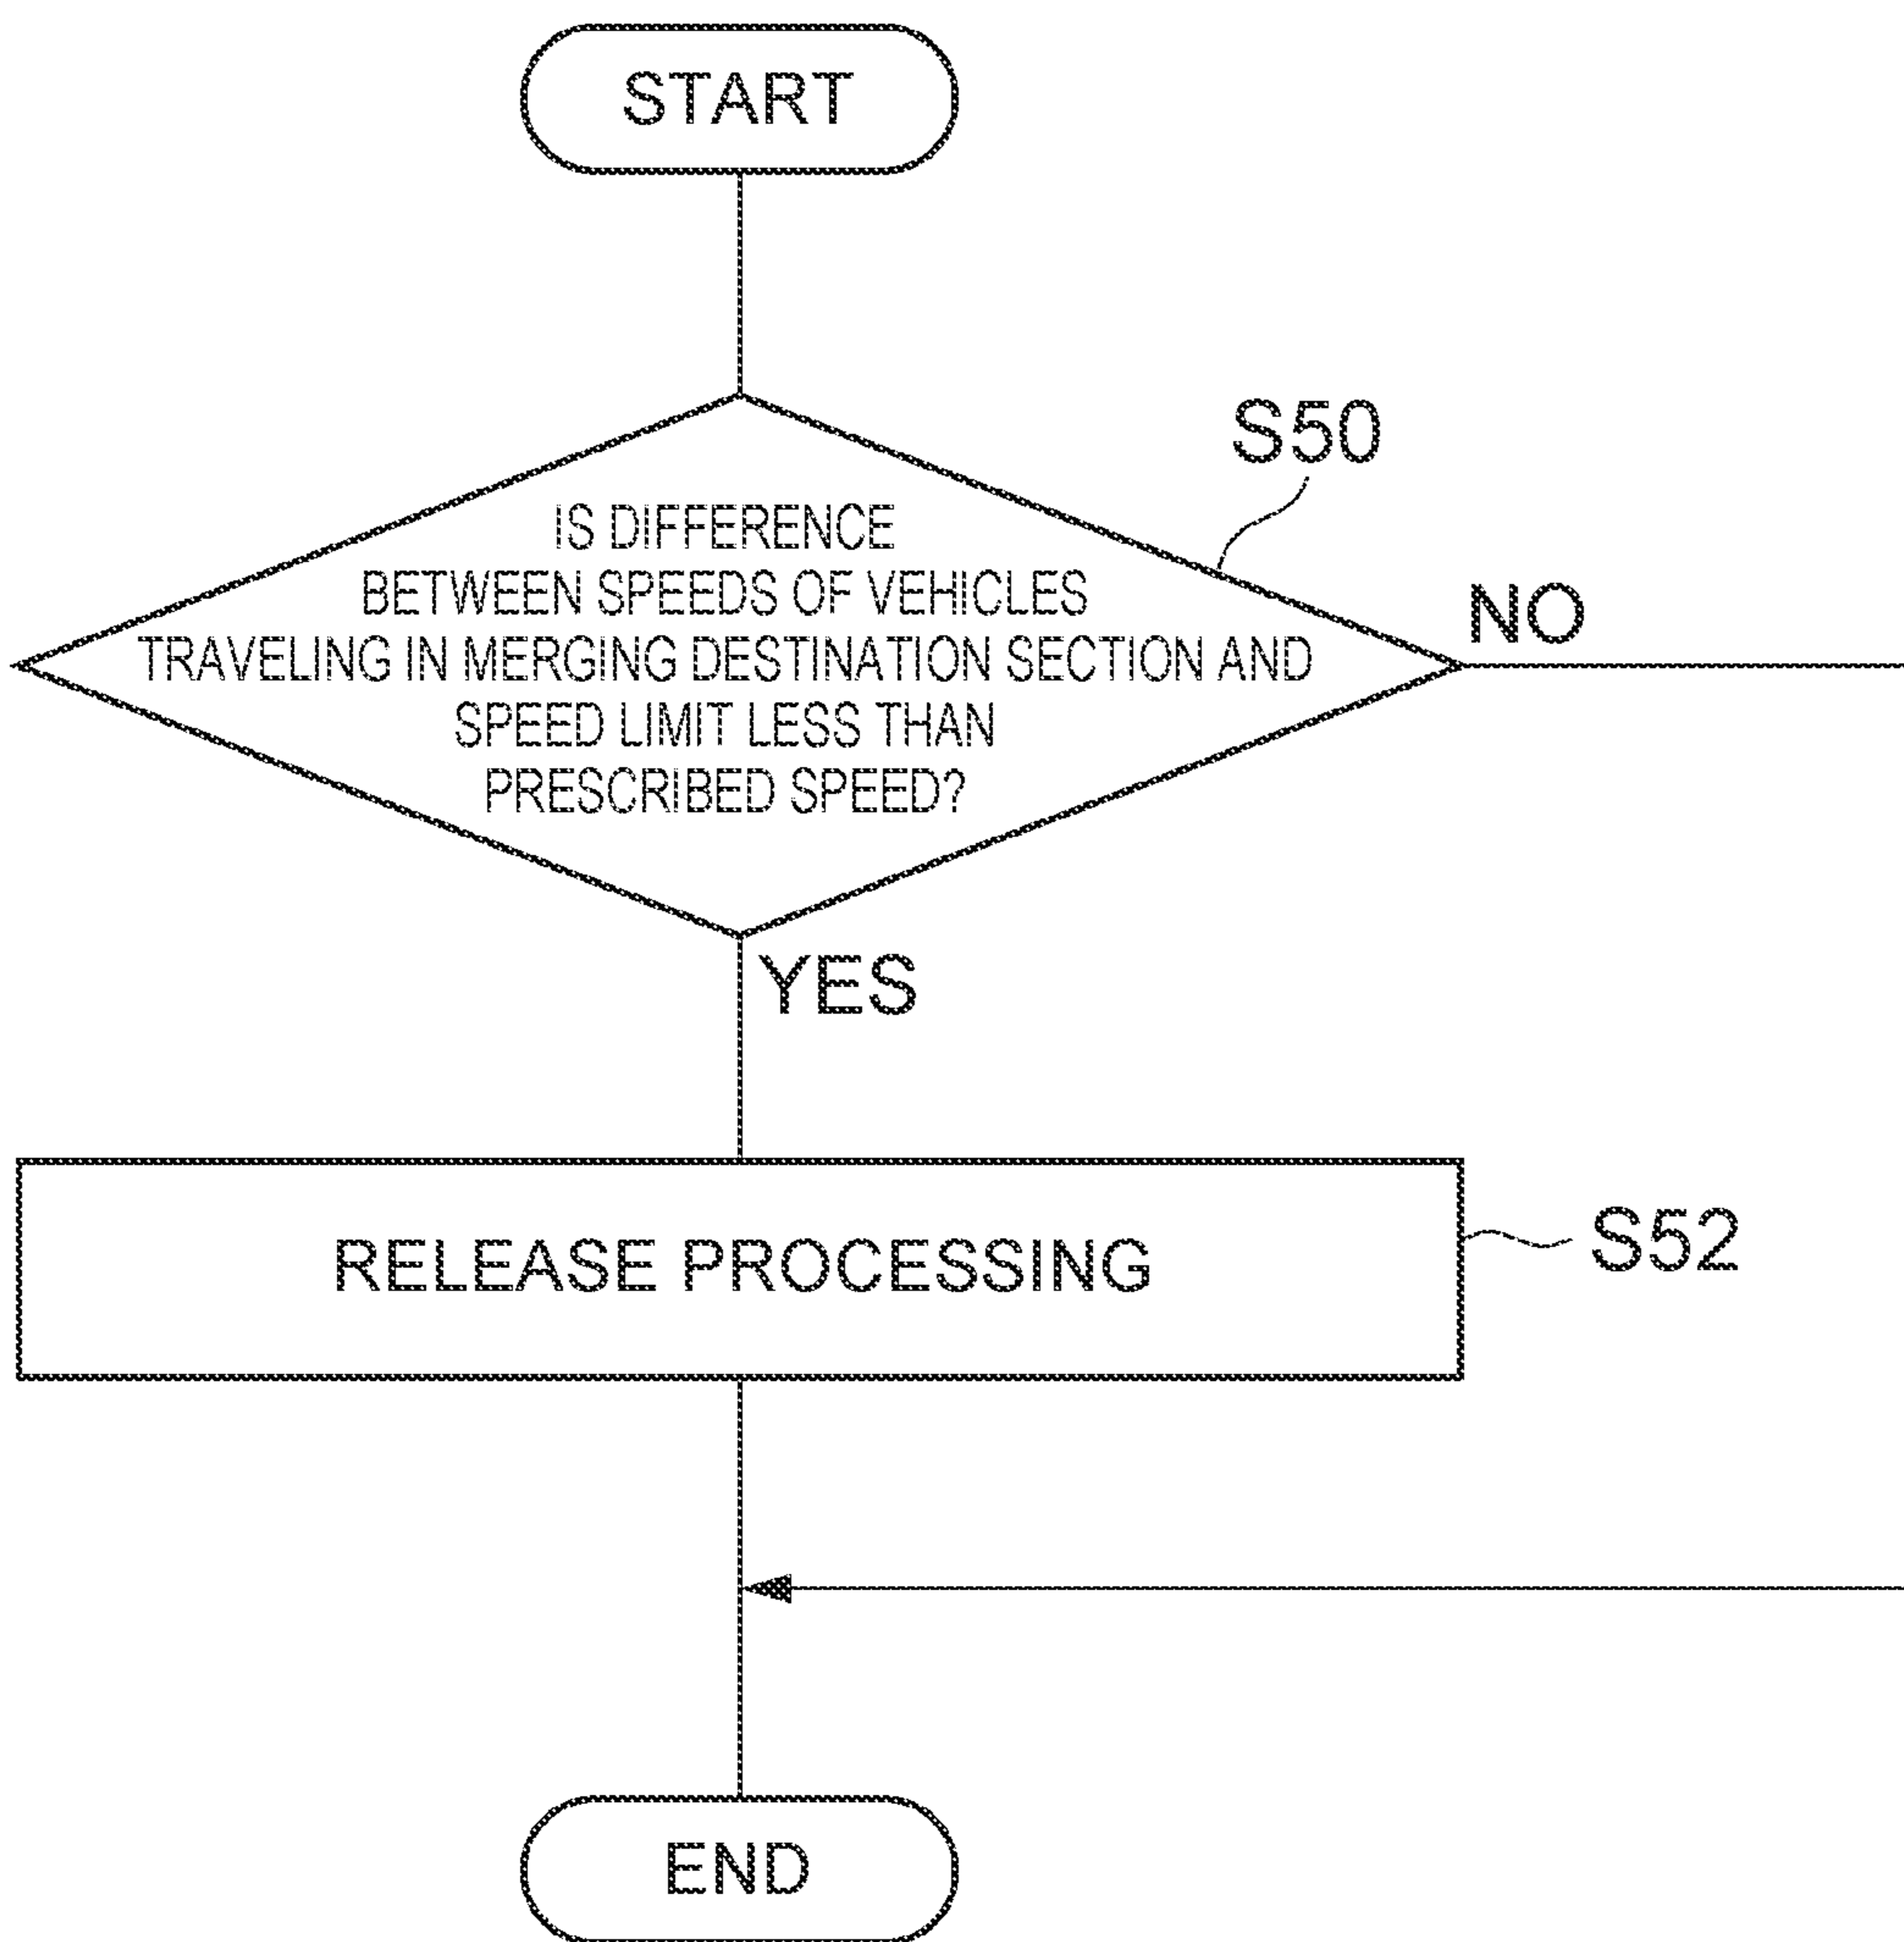 START
S50
IS DIFFERENCE
BETWEEN SPEEDS OF VEHICLES
TRAVELING IN MERGING DESTINATION SECTION AND
SPEED LIMIT LESS THAN
PRESCRIBED SPEED?
NO
YES
RELEASE PROCESSING
S52
END